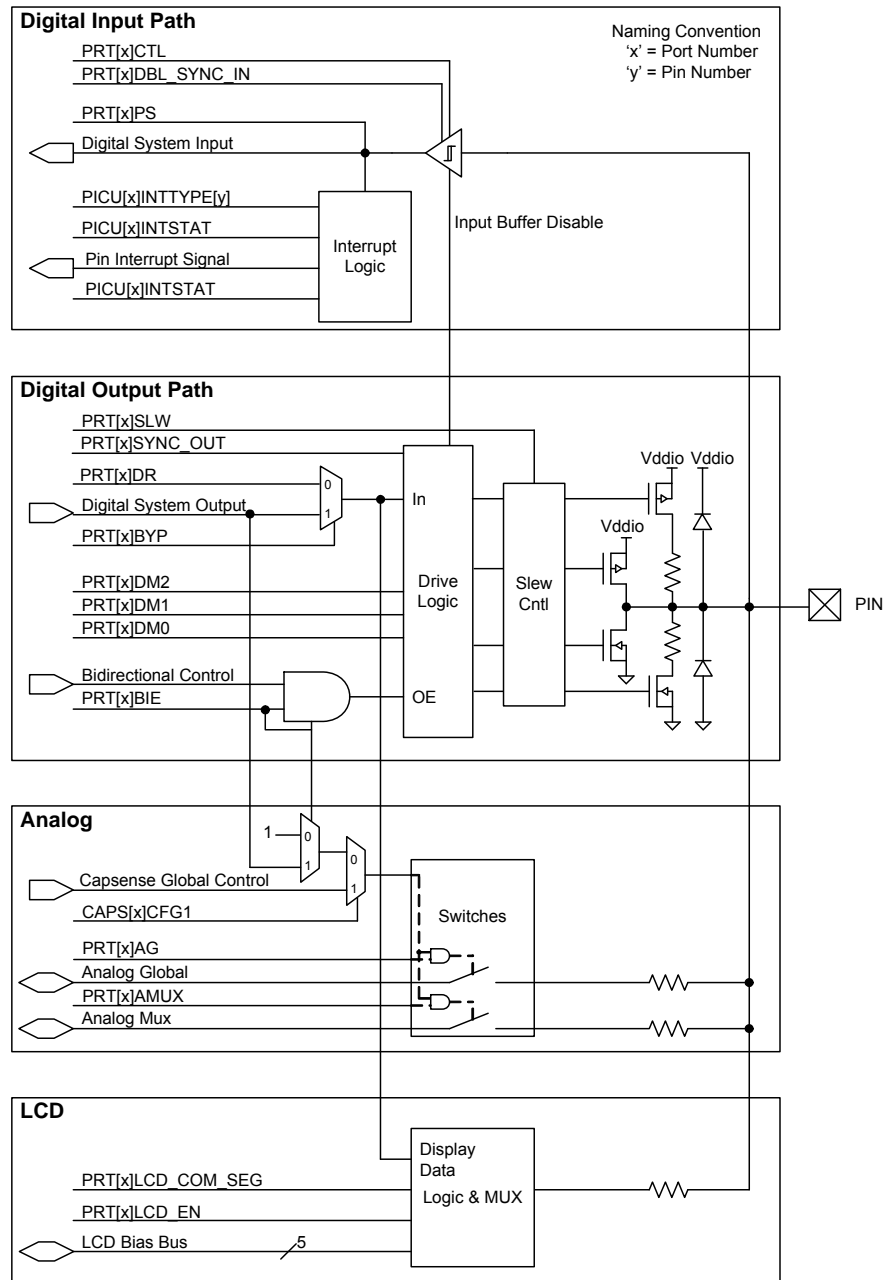 Digital Input Path
Naming Convention
‘x’ = Port Number
‘y’ = Pin Number
PRT[x]CTL
PRT[x]DBL_SYNC_IN
PRT[x]PS
Digital System Input
PICU[x]INTTYPE[y]
PICU[x]INTSTAT
Pin Interrupt Signal
PICU[x]INTSTAT
Interrupt
Logic
Input Buffer Disable
Digital Output Path
PRT[x]SLW
PRT[x]SYNC_OUT
PRT[x]DR
Digital System Output
PRT[x]BYP
0
1
In
Vddio Vddio
Vddio
PRT[x]DM2
PRT[x]DM1
PRT[x]DM0
Drive
Logic
Slew
Cntl
PIN
Bidirectional Control
PRT[x]BIE
OE
Analog
1
0
1
0
1
Capsense Global Control
CAPS[x]CFG1
Switches
PRT[x]AG
Analog Global
PRT[x]AMUX
Analog Mux
LCD
Display
Data
Logic & MUX
PRT[x]LCD_COM_SEG
PRT[x]LCD_EN
LCD Bias Bus
5